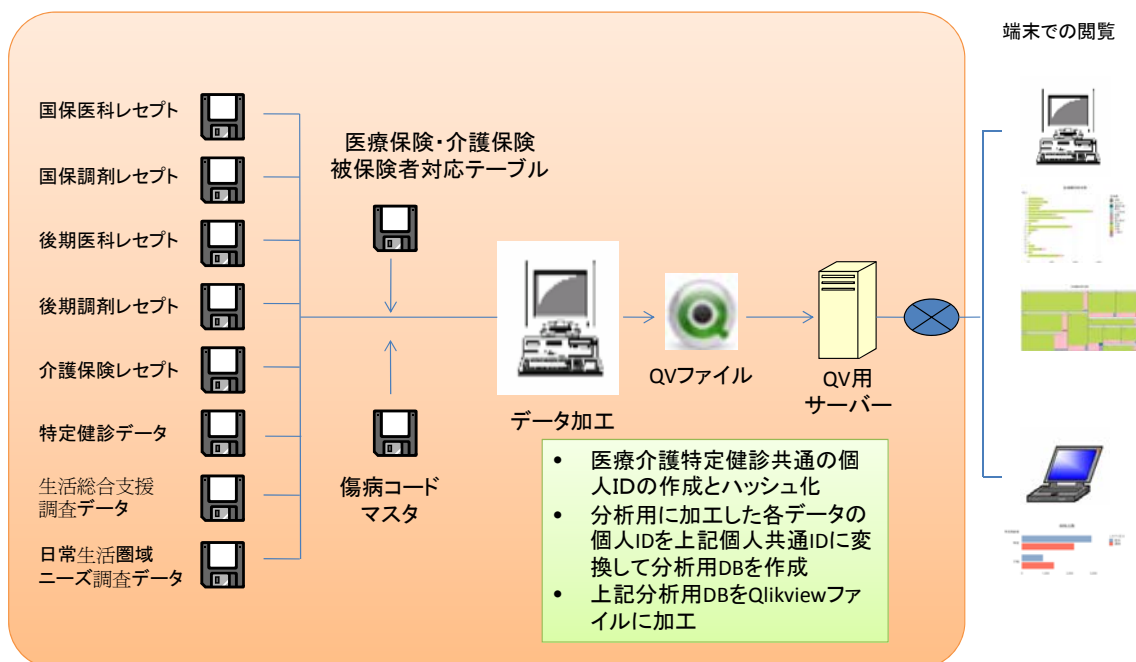 端末での閲覧
国保医科レセプト
国保調剤レセプト
後期医科レセプト
後期調剤レセプト
介護保険レセプト
特定健診データ
生活総合支援
調査データ
日常生活圏域
ニーズ調査データ
医療保険・介護保険
被保険者対応テーブル
傷病コード
マスタ
データ加工
QVファイル
QV用
サーバー
• 医療介護特定健診共通の個
人IDの作成とハッシュ化
• 分析用に加工した各データの
個人IDを上記個人共通IDに変
換して分析用DBを作成
• 上記分析用DBをQlikviewファ
イルに加工